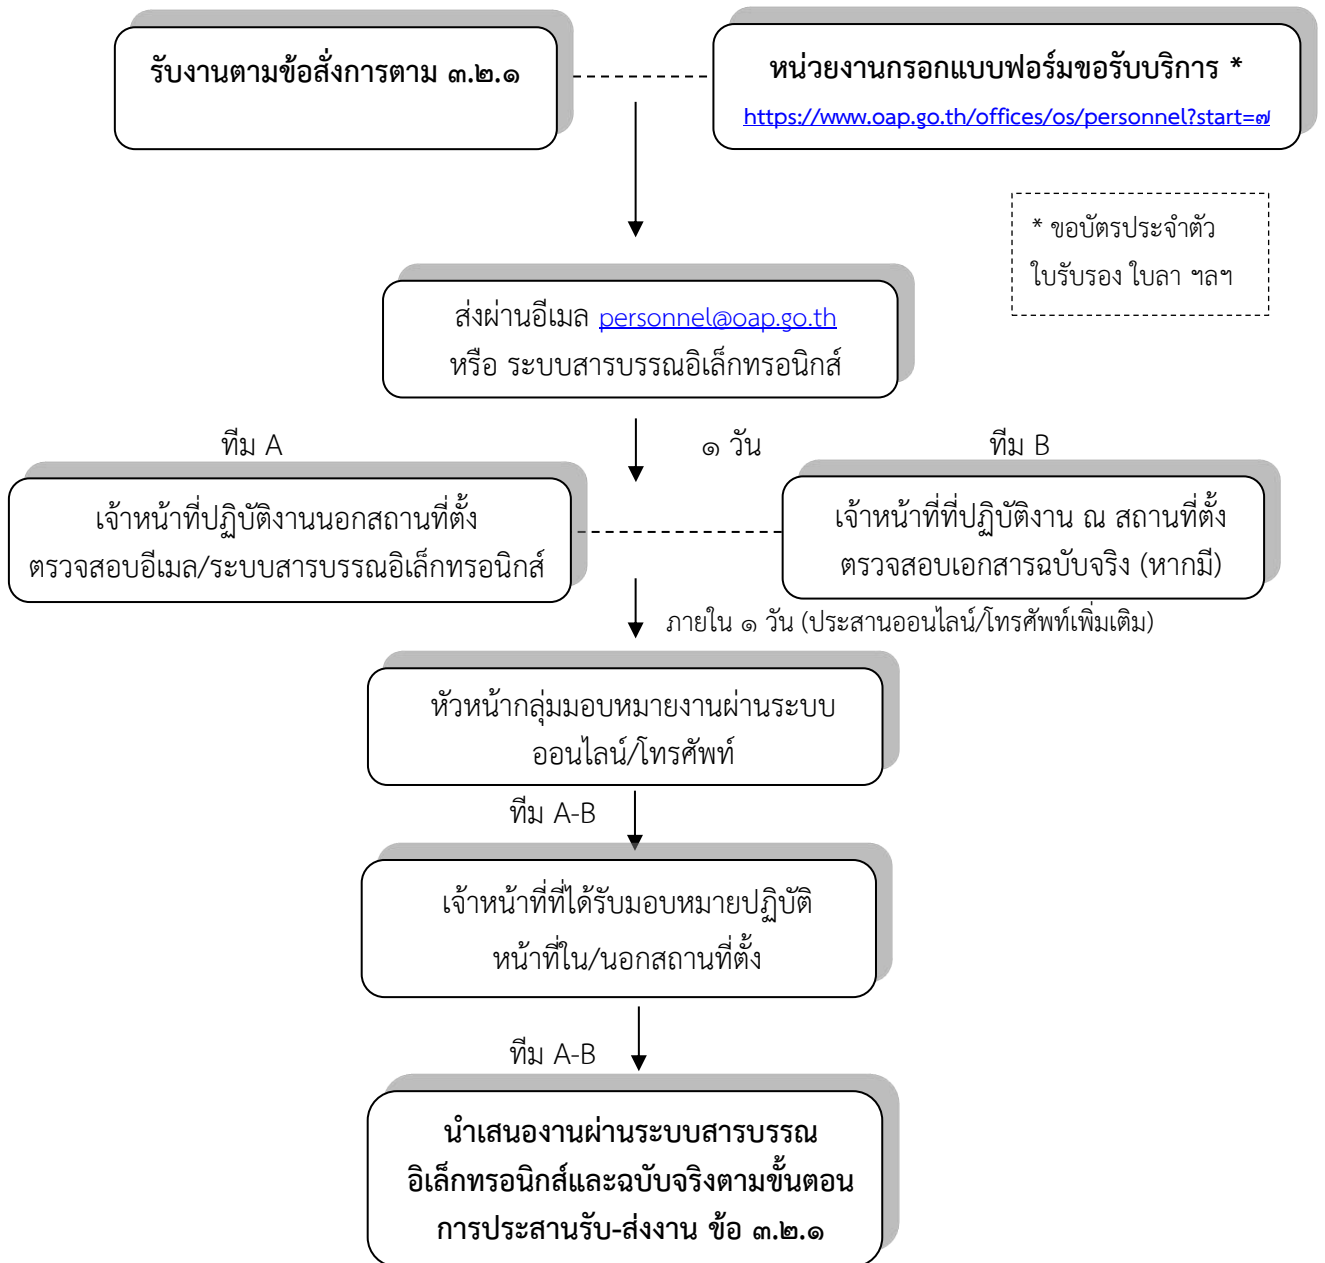 รับงานตามข้อสั่งการตาม ๓.๒.๑
หน่วยงานกรอกแบบฟอร์มขอรับบริการ *
https://www.oap.go.th/offices/os/personnel?start=๗
* ขอบัตรประจำตัว
ใบรับรอง ใบลา ฯลฯ
ส่งผ่านอีเมล personnel@oap.go.th
หรือ ระบบสารบรรณอิเล็กทรอนิกส์
ทีม A
๑ วัน
ทีม B
เจ้าหน้าที่ปฏิบัติงานนอกสถานที่ตั้ง
ตรวจสอบอีเมล/ระบบสารบรรณอิเล็กทรอนิกส์
เจ้าหน้าที่ที่ปฏิบัติงาน ณ สถานที่ตั้ง
ตรวจสอบเอกสารฉบับจริง (หากมี)
ภายใน ๑ วัน (ประสานออนไลน์/โทรศัพท์เพิ่มเติม)
หัวหน้ากลุ่มมอบหมายงานผ่านระบบ
ออนไลน์/โทรศัพท์
ทีม A-B
เจ้าหน้าที่ที่ได้รับมอบหมายปฏิบัติ
หน้าที่ใน/นอกสถานที่ตั้ง
ทีม A-B
นำเสนองานผ่านระบบสารบรรณ
อิเล็กทรอนิกส์และฉบับจริงตามขั้นตอน
การประสานรับ-ส่งงาน ข้อ ๓.๒.๑